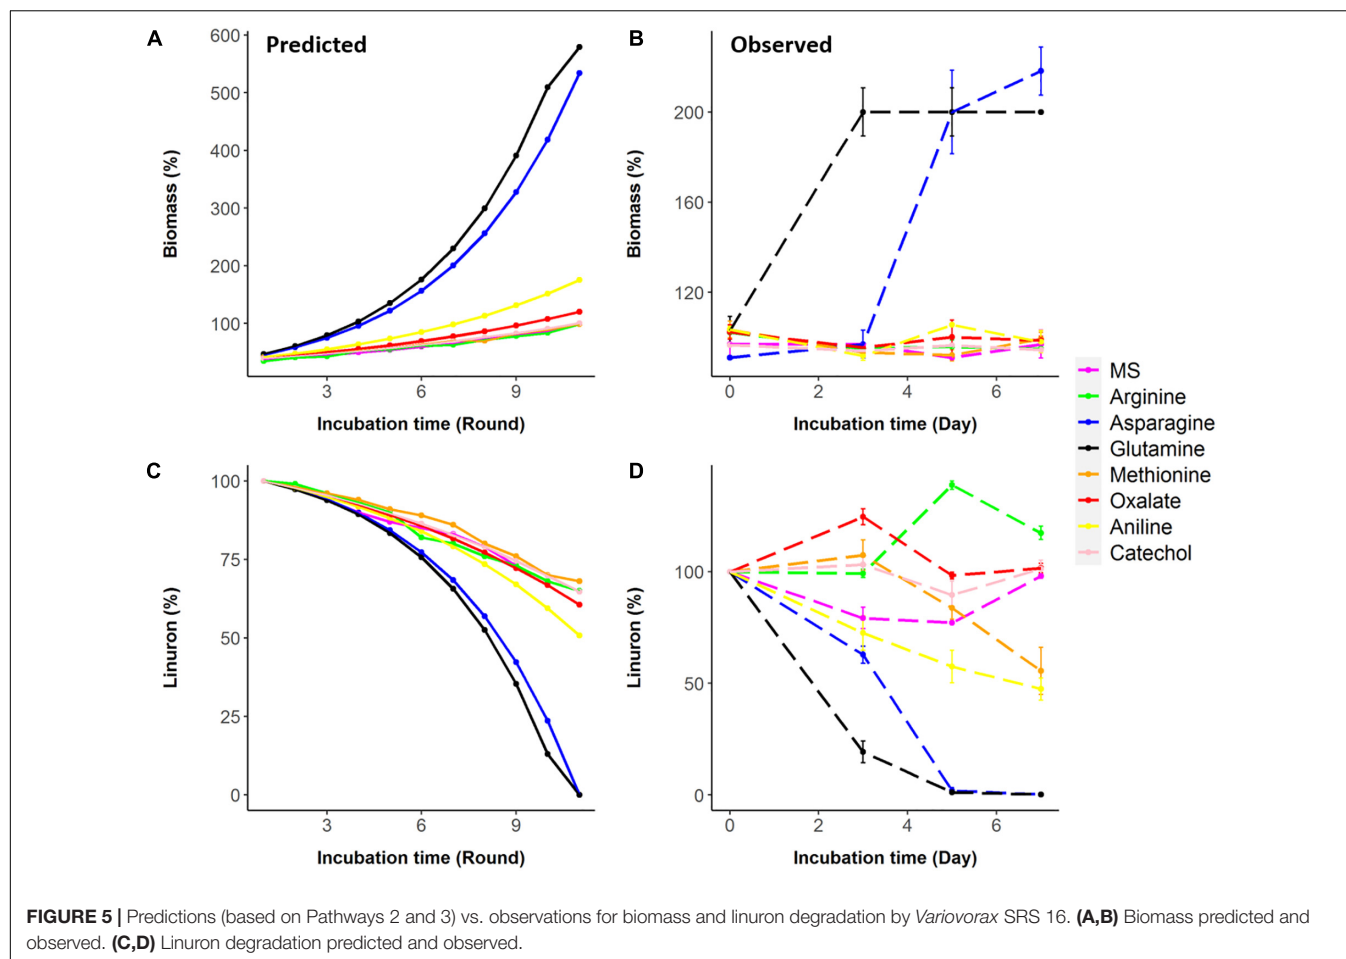 A
Predicted
600
500
400
300
200
100
Biomass (%)
3
6
9
Incubation time (Round)
B
Observed
200
160
120
Biomass (%)
0
2
4
6
Incubation time (Day)
MS
Arginine
Asparagine
Glutamine
Methionine
Oxalate
Aniline
Catechol
C
100
75
50
25
0
Linuron (%)
3
6
9
Incubation time (Round)
D
100
50
0
Linuron (%)
0
2
4
6
Incubation time (Day)
FIGURE 5 | Predictions (based on Pathways 2 and 3) vs. observations for biomass and linuron degradation by Variovorax SRS 16. (A,B) Biomass predicted and
observed. (C,D) Linuron degradation predicted and observed.